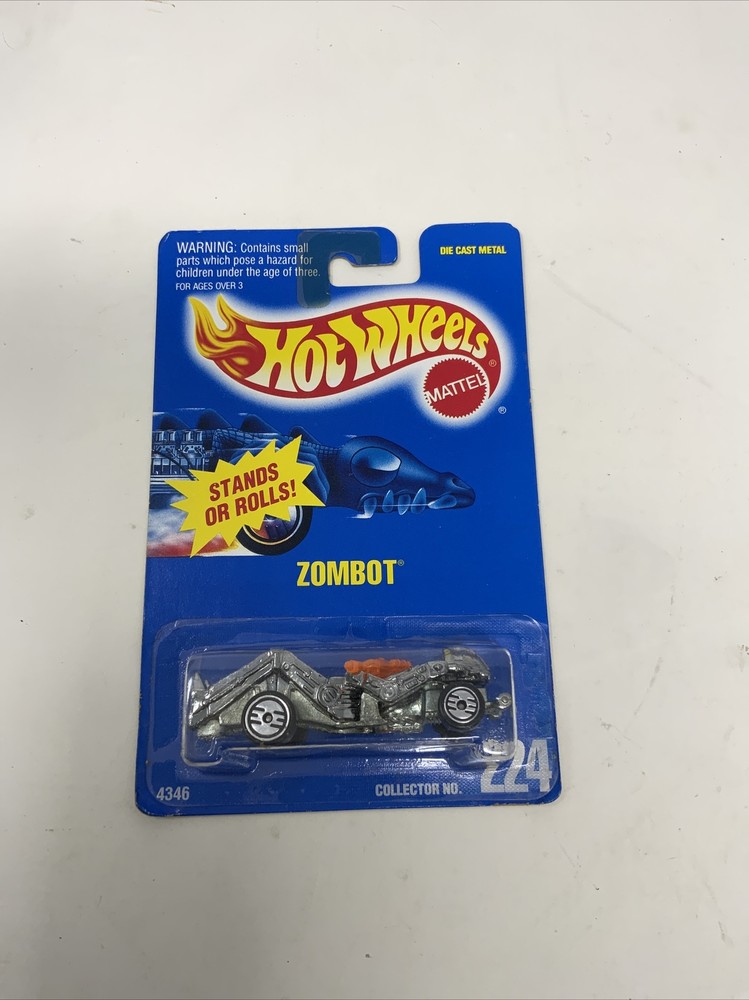 WARNING: Contains small
parts which pose a hazard for
children under the age of three.
FOR AGES OVER 3
DIE CAST METAL
HOT WHEELS®
MATTEL
®
STANDS
OR ROLLS!
ZOMBOT®
4346
COLLECTOR NO. 224